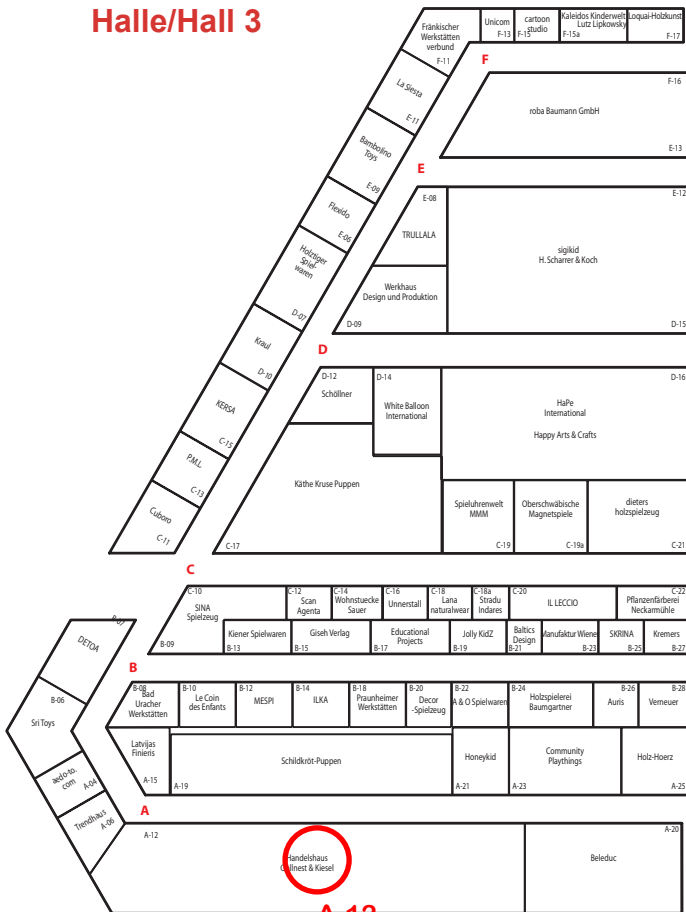 Halle/Hall 3
Fränkischer
Werkstätten
verbund
F-11
Unicom
F-13
cartoon
studio
F-15
Kaleidos Kinderwelt
Lutz Lipkowsky
F-15a
Loquai-Holzkunst
F-17
F
La Siesta
E-11
F-16
roba Baumann GmbH
E-13
Bambolino
Toys
E-09
E
Flexido
E-06
E-08
TRULLALA
E-12
sigikid
H. Scharrer & Koch
D-15
Holztiger
Spiel-
waren
D-07
Werkhaus
Design und Produktion
D-09
Kraul
D-10
D
D-12
Schöllner
D-14
White Balloon
International
D-16
HaPe
International
Happy Arts & Crafts
KERSA
C-15
P.M.L
C-13
Cuboro
C-11
Käthe Kruse Puppen
C-17
Spieluhrenwelt
MMM
C-19
Oberschwäbische
Magnetspiele
C-19a
dieters
holzspielzeug
C-21
C
C-10
SINA
Spielzeug
B-09
C-12
Scan
Agenta
C-14
Wohnstuecke
Sauer
C-16
Unnerstall
C-18
Lana
naturalwear
C-18a
Stradu
Indares
C-20
IL LECCIO
C-22
Pflanzenfärberei
Neckarmühle
Kiener Spielwaren
B-13
Giseh Verlag
B-15
Educational
Projects
B-17
Jolly KidZ
B-19
Baltics
Design
B-21
Manufaktur Wiener
B-23
SKRINA
B-25
Kremers
B-27
B-07
DETOA
B
B-06
Sri Toys
B-08
Bad
Uracher
Werkstätten
B-10
Le Coin
des Enfants
B-12
MESPI
B-14
ILKA
B-18
Praunheimer
Werkstätten
B-20
Decor
-Spielzeug
B-22
A & O Spielwaren
B-24
Holzspielerei
Baumgartner
B-26
Auris
B-28
Verneuer
Latvijas
Finieris
A-15
A-19
Schildkröt-Puppen
Honeykid
A-21
Community
Playthings
A-23
Holz-Hoerz
A-25
aedo-to.
com
A-04
Trendhaus
A-06
A
A-12
Handelshaus
Gollnest & Kiesel
A-20
Beleduc
A-12